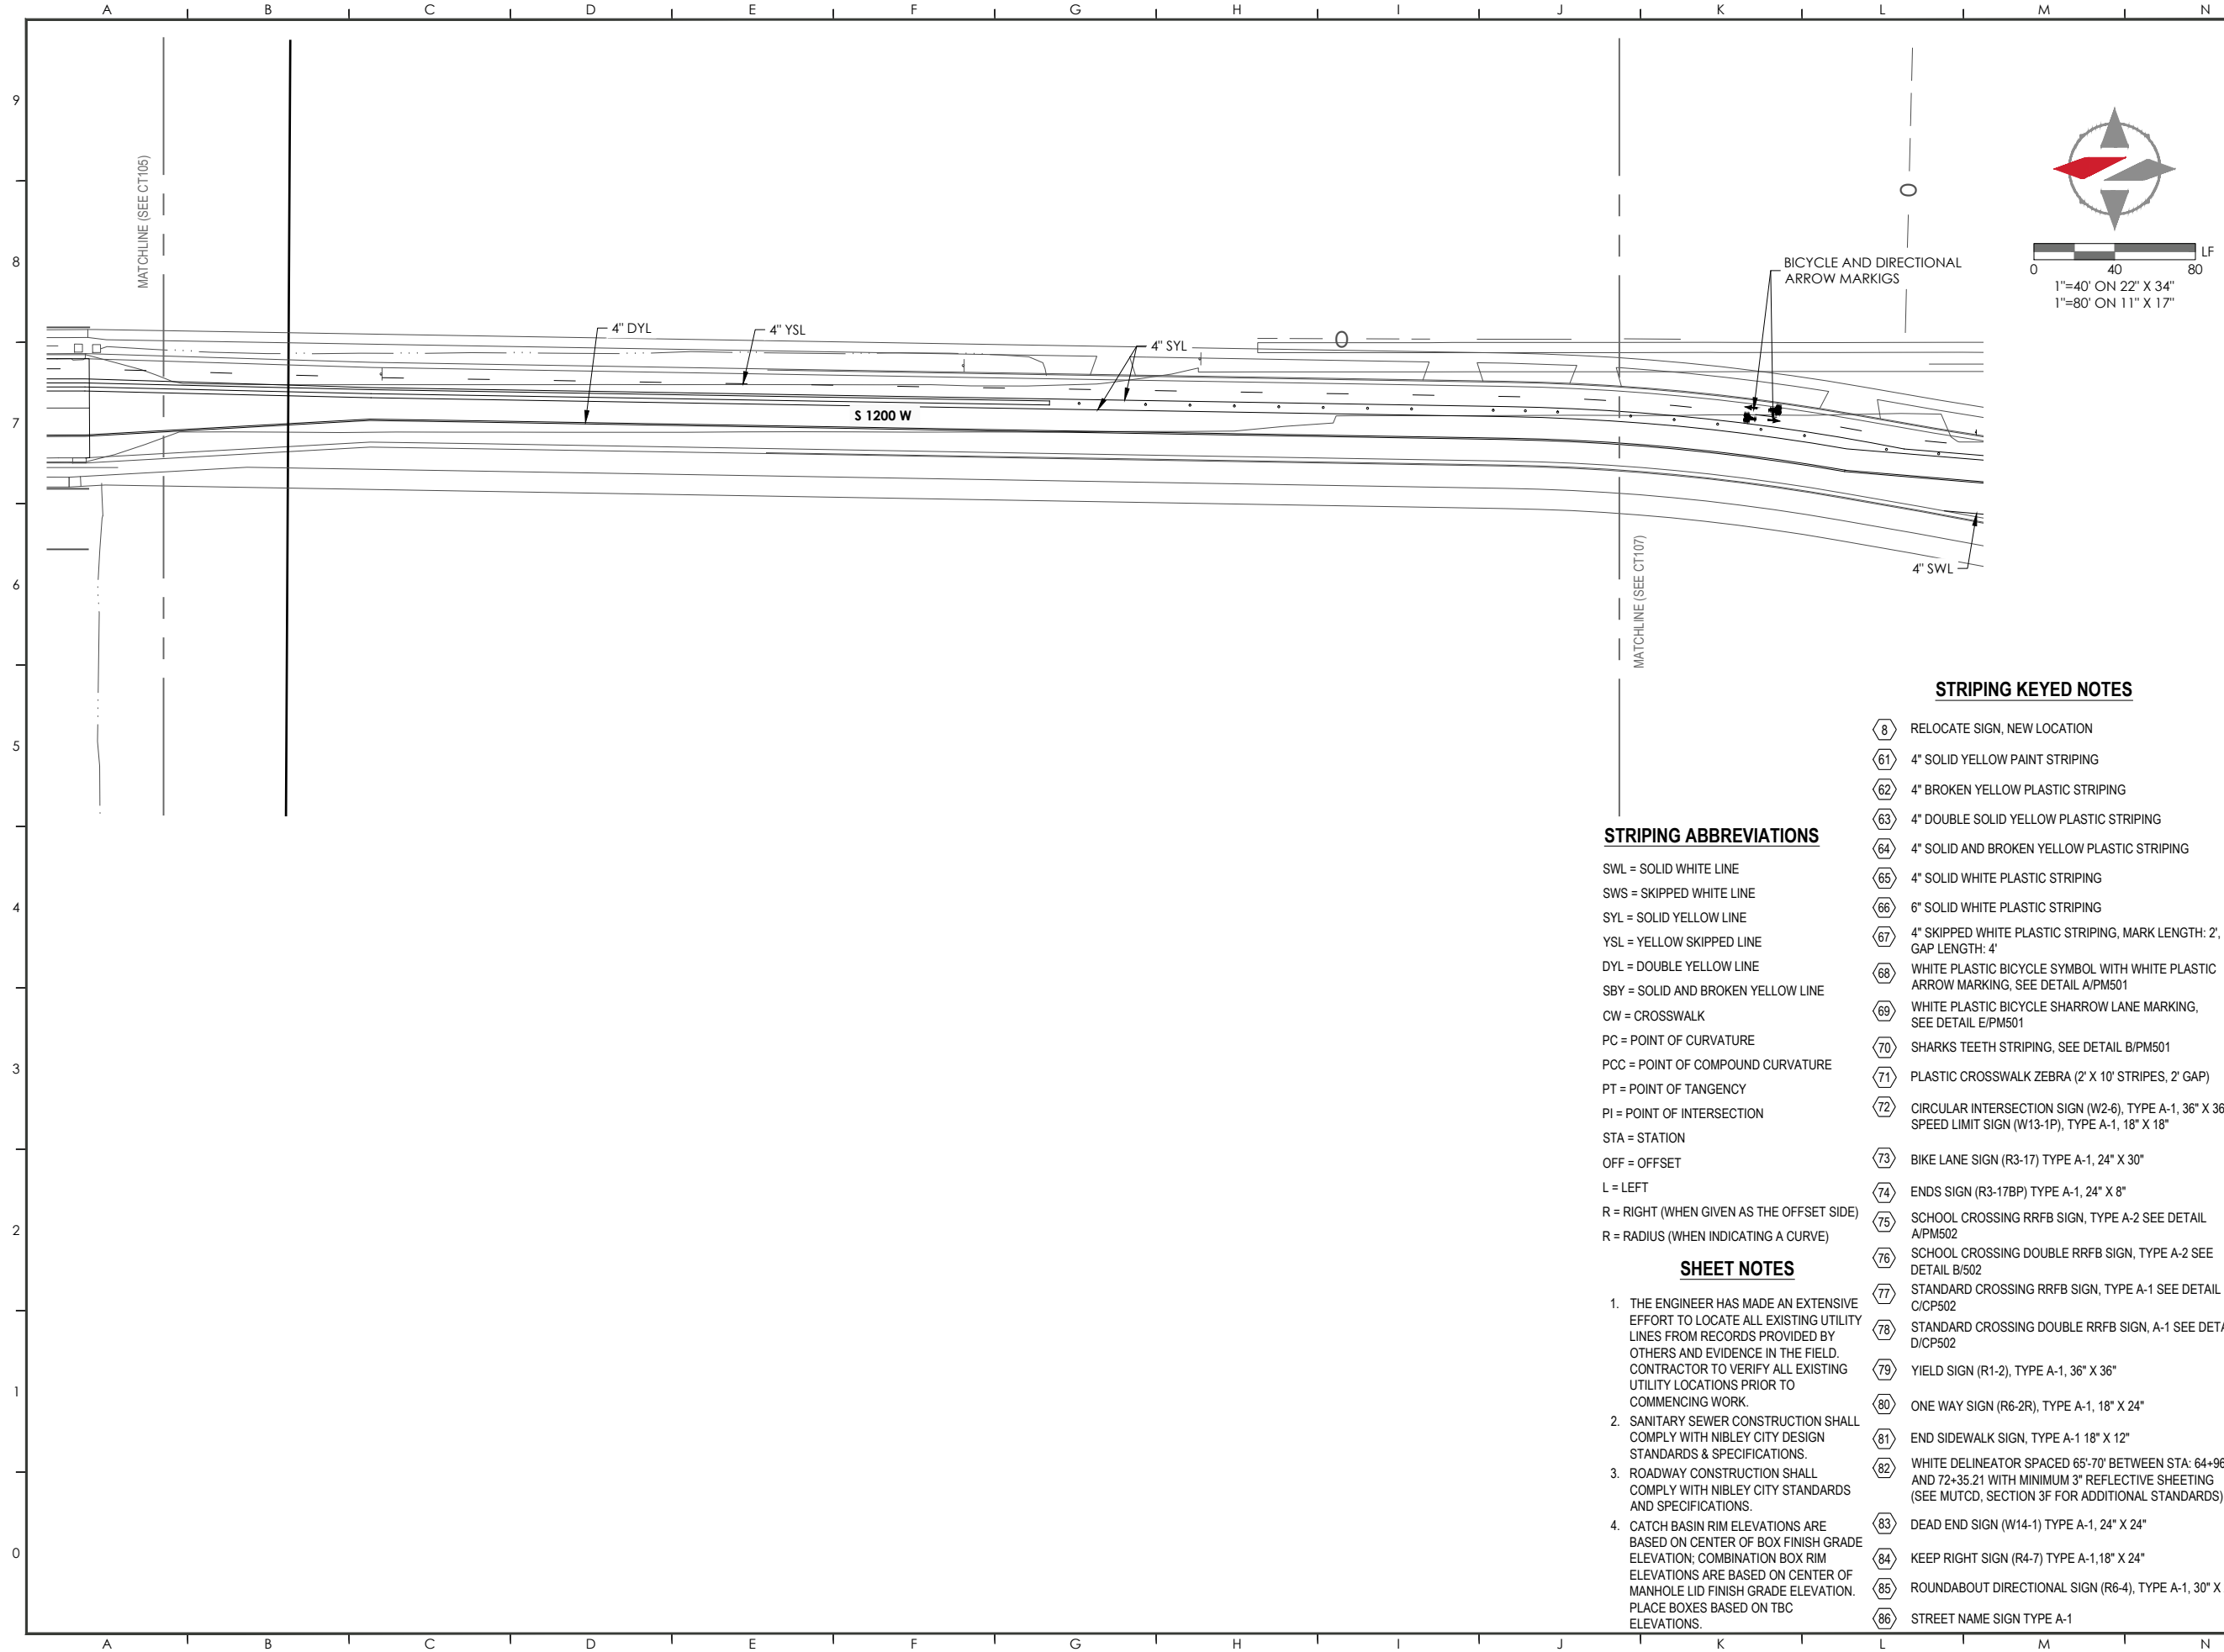 A B C D E F G H I J K L M N
9
8
7
6
5
4
3
2
1
0
MATCHLINE (SEE CT105)
4" DYL
4" YSL
4" SYL
S 1200 W
BICYCLE AND DIRECTIONAL
ARROW MARKIGS
4" SWL
MATCHLINE (SEE CT107)
LF
0 40 80
1"=40' ON 22" X 34"
1"=80' ON 11" X 17"
STRIPING ABBREVIATIONS
SWL = SOLID WHITE LINE
SWS = SKIPPED WHITE LINE
SYL = SOLID YELLOW LINE
YSL = YELLOW SKIPPED LINE
DYL = DOUBLE YELLOW LINE
SBY = SOLID AND BROKEN YELLOW LINE
CW = CROSSWALK
PC = POINT OF CURVATURE
PCC = POINT OF COMPOUND CURVATURE
PT = POINT OF TANGENCY
PI = POINT OF INTERSECTION
STA = STATION
OFF = OFFSET
L = LEFT
R = RIGHT (WHEN GIVEN AS THE OFFSET SIDE)
R = RADIUS (WHEN INDICATING A CURVE)
SHEET NOTES
1. THE ENGINEER HAS MADE AN EXTENSIVE
EFFORT TO LOCATE ALL EXISTING UTILITY
LINES FROM RECORDS PROVIDED BY
OTHERS AND EVIDENCE IN THE FIELD.
CONTRACTOR TO VERIFY ALL EXISTING
UTILITY LOCATIONS PRIOR TO
COMMENCING WORK.
2. SANITARY SEWER CONSTRUCTION SHALL
COMPLY WITH NIBLEY CITY DESIGN
STANDARDS & SPECIFICATIONS.
3. ROADWAY CONSTRUCTION SHALL
COMPLY WITH NIBLEY CITY STANDARDS
AND SPECIFICATIONS.
4. CATCH BASIN RIM ELEVATIONS ARE
BASED ON CENTER OF BOX FINISH GRADE
ELEVATION; COMBINATION BOX RIM
ELEVATIONS ARE BASED ON CENTER OF
MANHOLE LID FINISH GRADE ELEVATION.
PLACE BOXES BASED ON TBC
ELEVATIONS.
STRIPING KEYED NOTES
8 RELOCATE SIGN, NEW LOCATION
61 4" SOLID YELLOW PAINT STRIPING
62 4" BROKEN YELLOW PLASTIC STRIPING
63 4" DOUBLE SOLID YELLOW PLASTIC STRIPING
64 4" SOLID AND BROKEN YELLOW PLASTIC STRIPING
65 4" SOLID WHITE PLASTIC STRIPING
66 6" SOLID WHITE PLASTIC STRIPING
67 4" SKIPPED WHITE PLASTIC STRIPING, MARK LENGTH: 2',
GAP LENGTH: 4'
68 WHITE PLASTIC BICYCLE SYMBOL WITH WHITE PLASTIC
ARROW MARKING, SEE DETAIL A/PM501
69 WHITE PLASTIC BICYCLE SHARROW LANE MARKING,
SEE DETAIL E/PM501
70 SHARKS TEETH STRIPING, SEE DETAIL B/PM501
71 PLASTIC CROSSWALK ZEBRA (2' X 10' STRIPES, 2' GAP)
72 CIRCULAR INTERSECTION SIGN (W2-6), TYPE A-1, 36" X 36
SPEED LIMIT SIGN (W13-1P), TYPE A-1, 18" X 18"
73 BIKE LANE SIGN (R3-17) TYPE A-1, 24" X 30"
74 ENDS SIGN (R3-17BP) TYPE A-1, 24" X 8"
75 SCHOOL CROSSING RRFB SIGN, TYPE A-2 SEE DETAIL
A/PM502
76 SCHOOL CROSSING DOUBLE RRFB SIGN, TYPE A-2 SEE
DETAIL B/502
77 STANDARD CROSSING RRFB SIGN, TYPE A-1 SEE DETAIL
C/CP502
78 STANDARD CROSSING DOUBLE RRFB SIGN, A-1 SEE
D/CP502
79 YIELD SIGN (R1-2), TYPE A-1, 36" X 36"
80 ONE WAY SIGN (R6-2R), TYPE A-1, 18" X 24"
81 END SIDEWALK SIGN, TYPE A-1 18" X 12"
82 WHITE DELINEATOR SPACED 65'-70' BETWEEN STA: 64+96
AND 72+35.21 WITH MINIMUM 3" REFLECTIVE SHEETING
(SEE MUTCD, SECTION 3F FOR ADDITIONAL STANDARDS)
83 DEAD END SIGN (W14-1) TYPE A-1, 24" X 24"
84 KEEP RIGHT SIGN (R4-7) TYPE A-1,18" X 24"
85 ROUNDABOUT DIRECTIONAL SIGN (R6-4), TYPE A-1, 30" X
86 STREET NAME SIGN TYPE A-1
A B C D E F G H I J K L M N